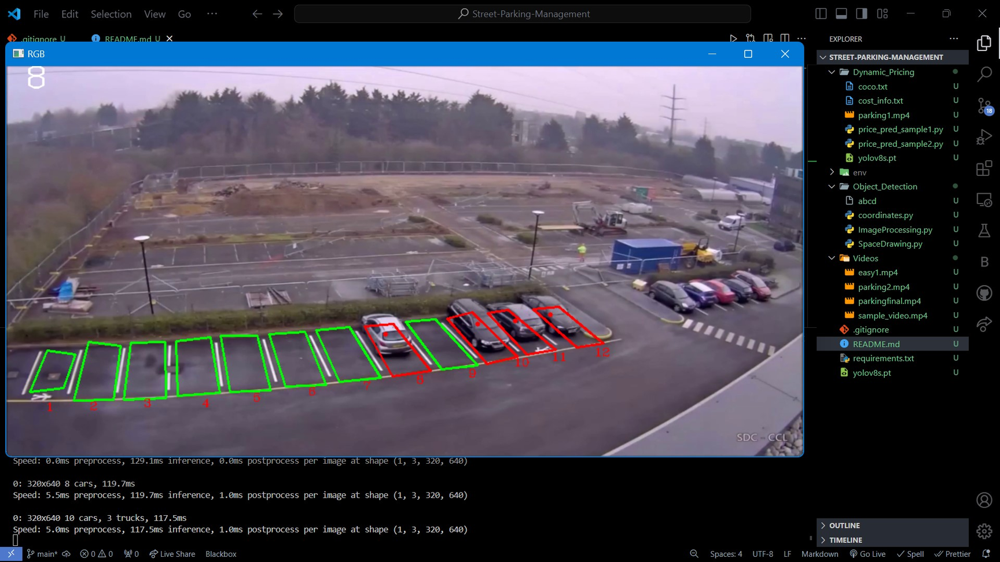 File Edit Selection View Go ··· Street-Parking-Management
.gitignore U README.md U
RGB
8
1 2 3 4 5 6 7 8 9 10 11 12
SDC - CCL
Speed: 0.0ms preprocess, 129.1ms inference, 0.0ms postprocess per image at shape (1, 3, 320, 640)
0: 320x640 8 cars, 119.7ms
Speed: 5.5ms preprocess, 119.7ms inference, 1.0ms postprocess per image at shape (1, 3, 320, 640)
0: 320x640 10 cars, 3 trucks, 117.5ms
Speed: 5.0ms preprocess, 117.5ms inference, 1.0ms postprocess per image at shape (1, 3, 320, 640)
EXPLORER ···
STREET-PARKING-MANAGEMENT
Dynamic_Pricing
coco.txt U
cost_info.txt U
parking1.mp4 U
price_pred_sample1.py U
price_pred_sample2.py U
yolov8s.pt U
env
Object_Detection
abcd U
coordinates.py U
ImageProcessing.py U
SpaceDrawing.py U
Videos
easy1.mp4 U
parking2.mp4 U
parkingfinal.mp4 U
sample_video.mp4 U
.gitignore U
README.md U
requirements.txt U
yolov8s.pt U
OUTLINE
TIMELINE
18
B
main* 0 0 0 Live Share Blackbox Spaces: 4 UTF-8 LF Markdown Go Live Spell Prettier